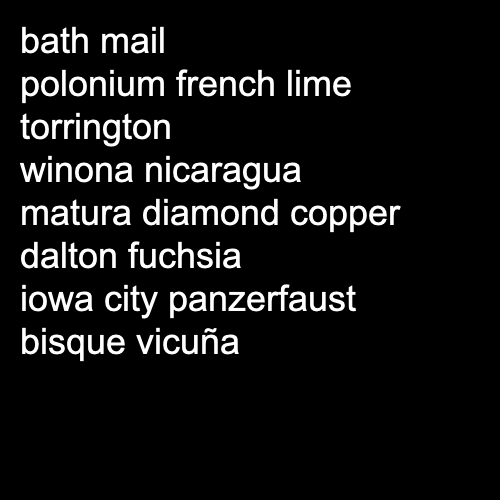 bath mail
polonium french lime
torrington
winona nicaragua
matura diamond copper
dalton fuchsia
iowa city panzerfaust
bisque vicuña